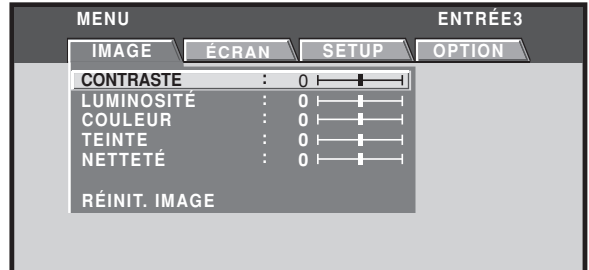 MENU ENTRÉE3
IMAGE ÉCRAN SETUP OPTION
CONTRASTE : 0
LUMINOSITÉ : 0
COULEUR : 0
TEINTE : 0
NETTETÉ : 0
RÉINIT. IMAGE